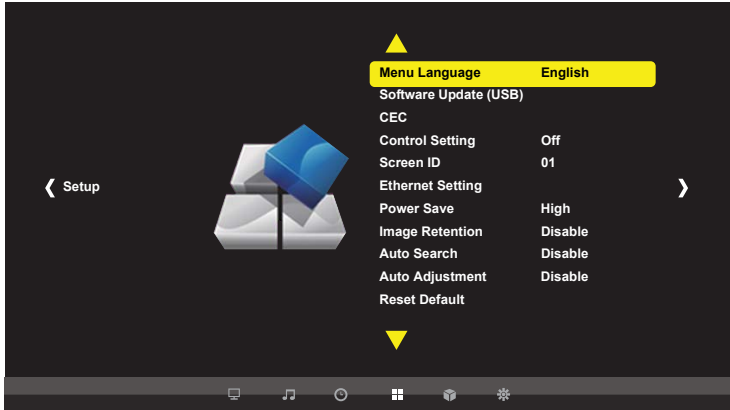 Menu Language English
Software Update (USB)
CEC
Control Setting Off
Screen ID 01
Setup
Ethernet Setting
Power Save High
Image Retention Disable
Auto Search Disable
Auto Adjustment Disable
Reset Default